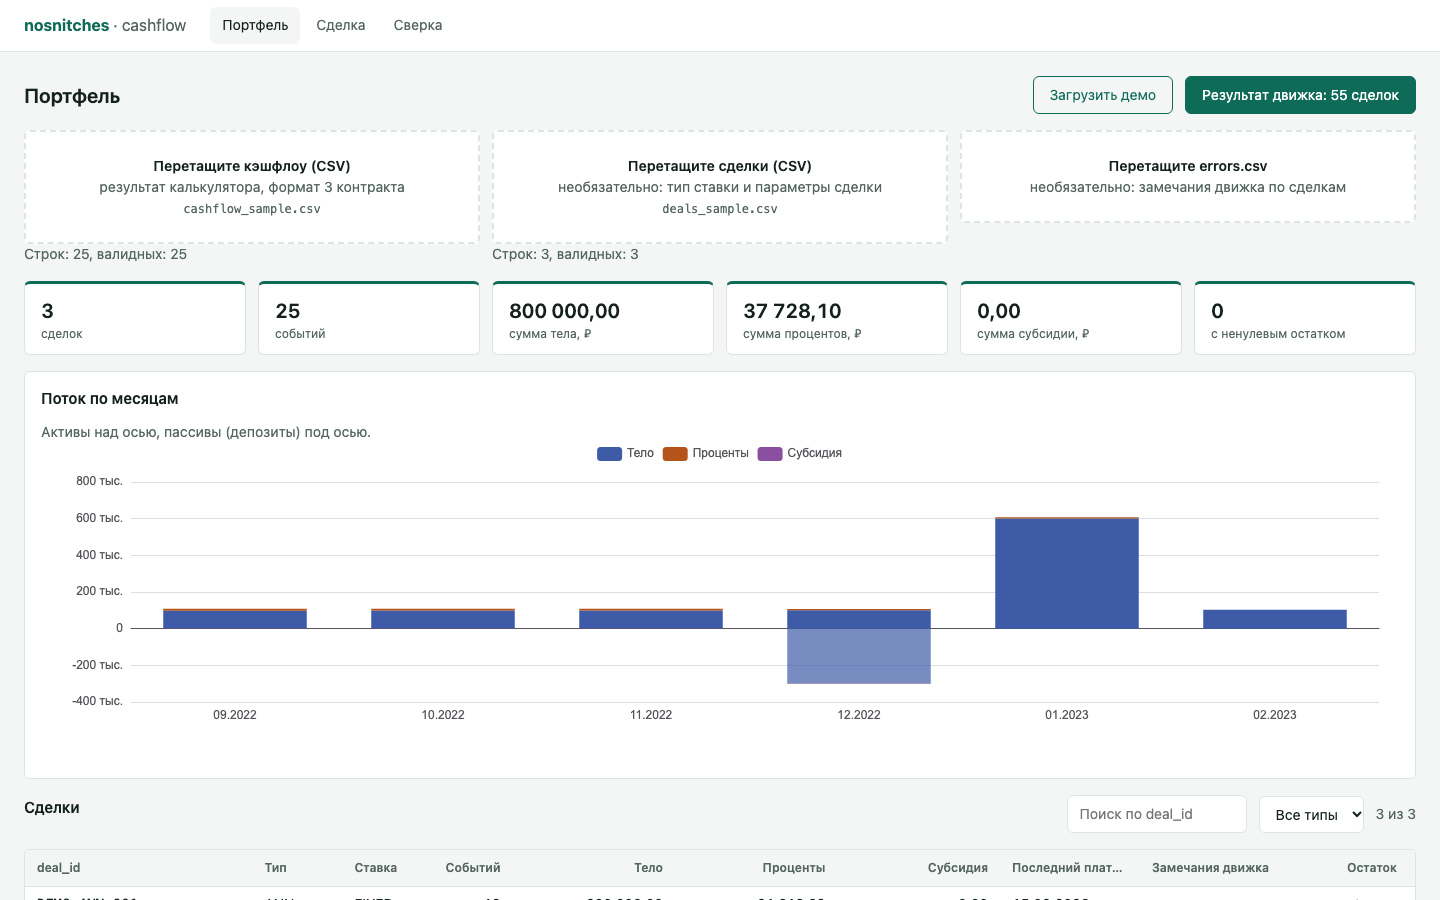 nosnitches · cashflow Портфель Сделка Сверка
Портфель
Загрузить демо
Результат движка: 55 сделок
Перетащите кэшфлоу (CSV)
результат калькулятора, формат 3 контракта
cashflow_sample.csv
Строк: 25, валидных: 25
Перетащите сделки (CSV)
необязательно: тип ставки и параметры сделки
deals_sample.csv
Строк: 3, валидных: 3
Перетащите errors.csv
необязательно: замечания движка по сделкам
3
сделок
25
событий
800 000,00
сумма тела, ₽
37 728,10
сумма процентов, ₽
0,00
сумма субсидии, ₽
0
с ненулевым остатком
Поток по месяцам
Активы над осью, пассивы (депозиты) под осью.
Тело Проценты Субсидия
800 тыс.
600 тыс.
400 тыс.
200 тыс.
0
-200 тыс.
-400 тыс.
09.2022 10.2022 11.2022 12.2022 01.2023 02.2023
Сделки
Поиск по deal_id
Все типы
3 из 3
deal_id Тип Ставка Событий Тело Проценты Субсидия Последний плат... Замечания движка Остаток